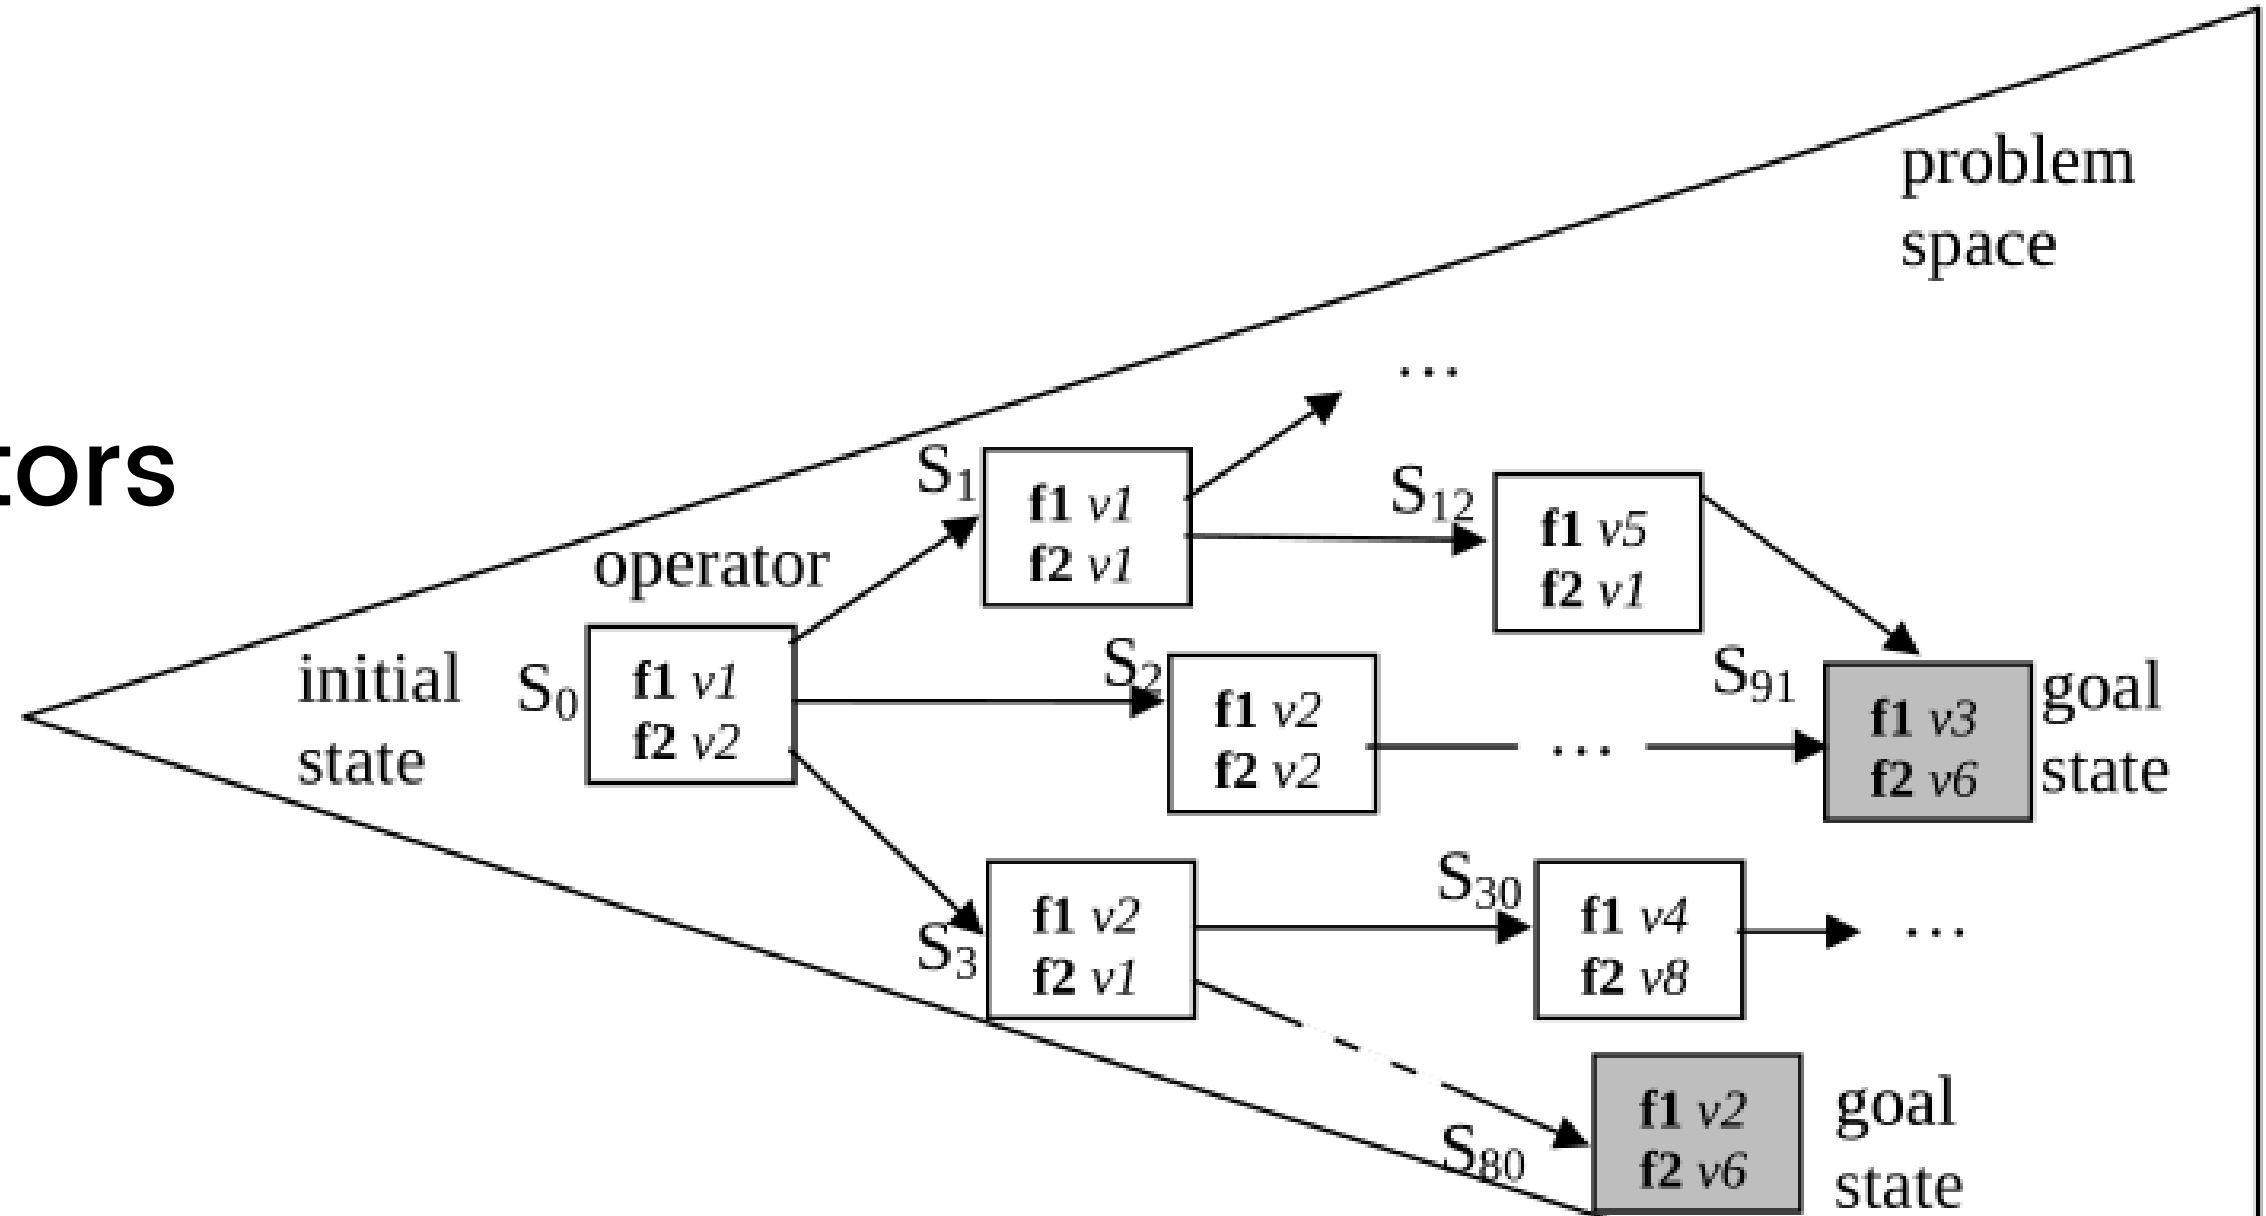 problem
space
...
tors
S1
f1 v1
f2 v1
S12
f1 v5
f2 v1
operator
initial
state
S0
f1 v1
f2 v2
S2
f1 v2
f2 v2
...
S91
f1 v3
f2 v6
goal
state
S3
f1 v2
f2 v1
S30
f1 v4
f2 v8
...
S80
f1 v2
f2 v6
goal
state